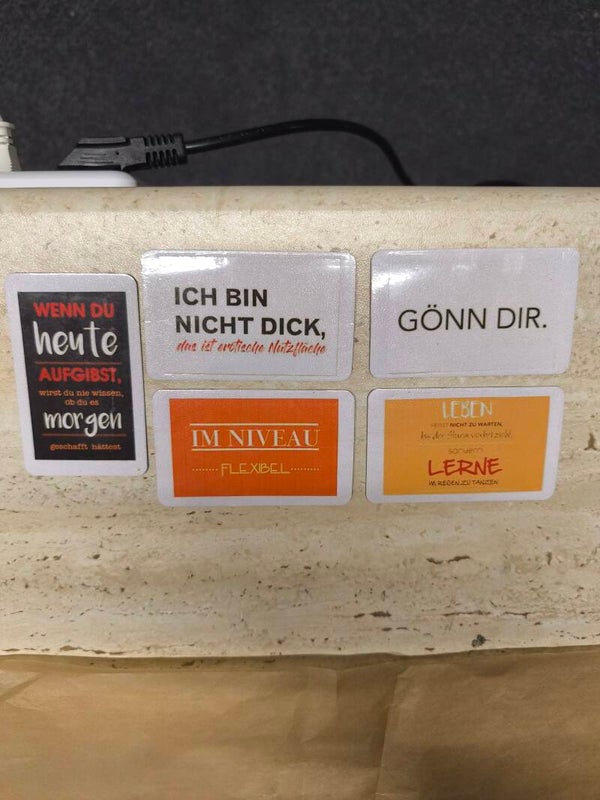 WENN DU
heute
AUFGIBST,
wirst du nie wissen,
ob du es
morgen
geschafft hättest
ICH BIN
NICHT DICK,
das ist erotische Nutzfläche
GÖNN DIR.
IM NIVEAU
FLEXIBEL
LEBEN
HEISST NICHT ZU WARTEN,
bis der Sturm vorbeizieht,
SONDERN
LERNE
IM REGEN ZU TANZEN